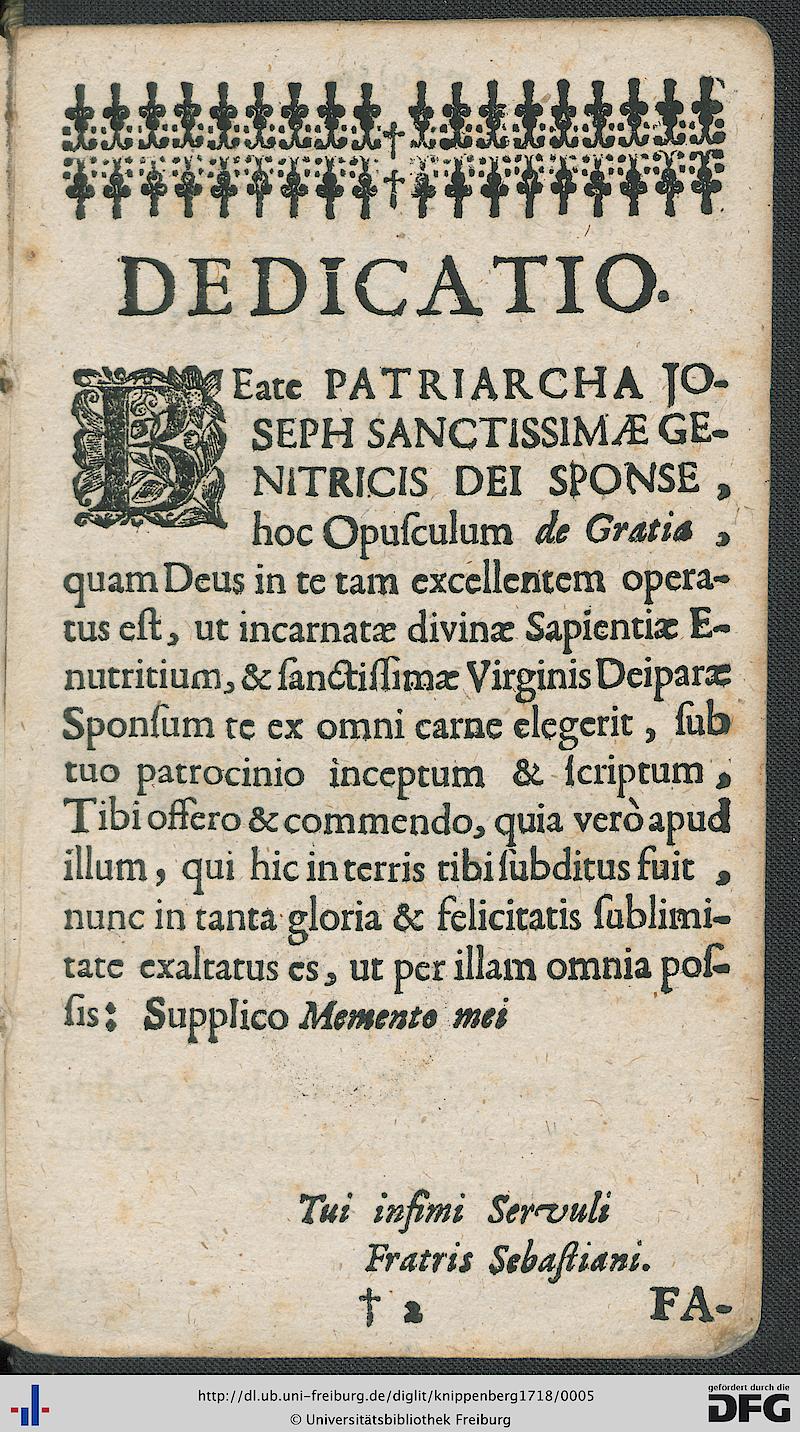 DEDICATIO.
BEate PATRIARCHA JO-
SEPH SANCTISSIMÆ GE-
NITRICIS DEI SPONSE,
hoc Opuſculum de Gratia,
quam Deus in te tam excellentem opera-
tus eſt, ut incarnatæ divinæ Sapientiæ E-
nutritium, & ſanctiſſimæ Virginis Deiparæ
Sponſum te ex omni carne elegerit, ſub
tuo patrocinio inceptum & ſcriptum,
Tibi offero & commendo, quia verò apud
illum, qui hic in terris tibi ſubditus fuit,
nunc in tanta gloria & felicitatis ſublimi-
tate exaltatus es, ut per illam omnia poſ-
ſis: Supplico Memento mei
Tui infimi Servuli
Fratris Sebaſtiani.
† 2 FA-
http://dl.ub.uni-freiburg.de/diglit/knippenberg1718/0005
© Universitätsbibliothek Freiburg
gefördert durch die
DFG